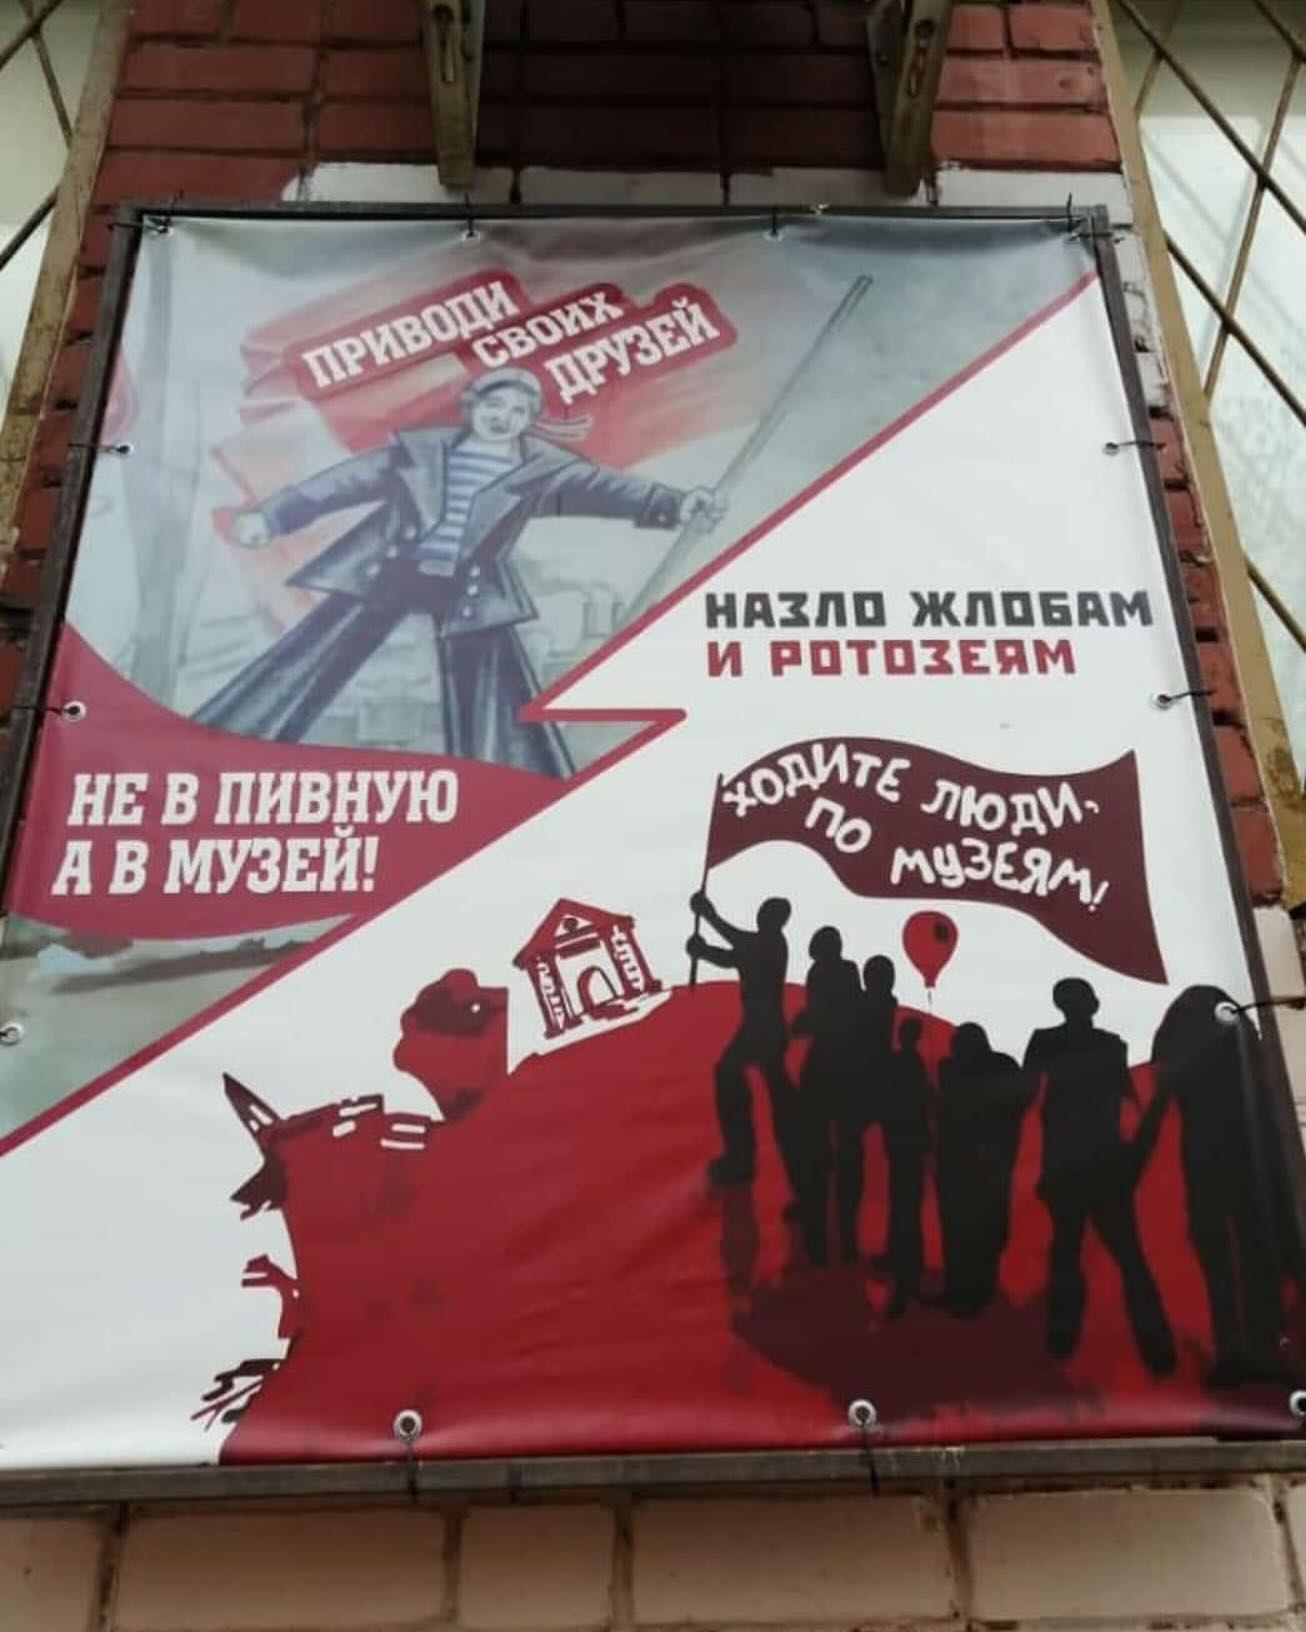 ПРИВОДИ
СВОИХ
ДРУЗЕЙ
НЕ В ПИВНУЮ
А В МУЗЕЙ!
НАЗЛО ЖЛОБАМ
И РОТОЗЕЯМ
ХОДИТЕ ЛЮДИ,
ПО
МУЗЕЯМ!